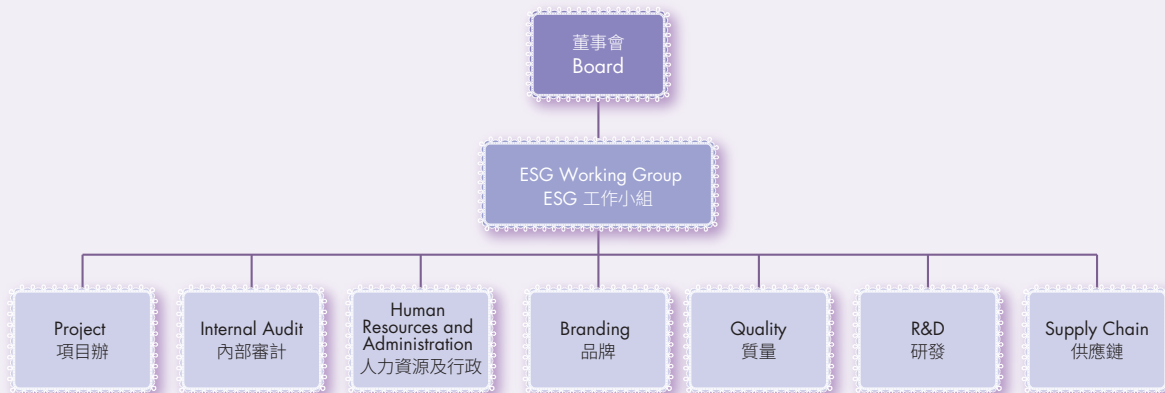 董事會
Board
ESG Working Group
ESG 工作小組
Project
項目辦
Internal Audit
內部審計
Human
Resources and
Administration
人力資源及行政
Branding
品牌
Quality
質量
R&D
研發
Supply Chain
供應鏈